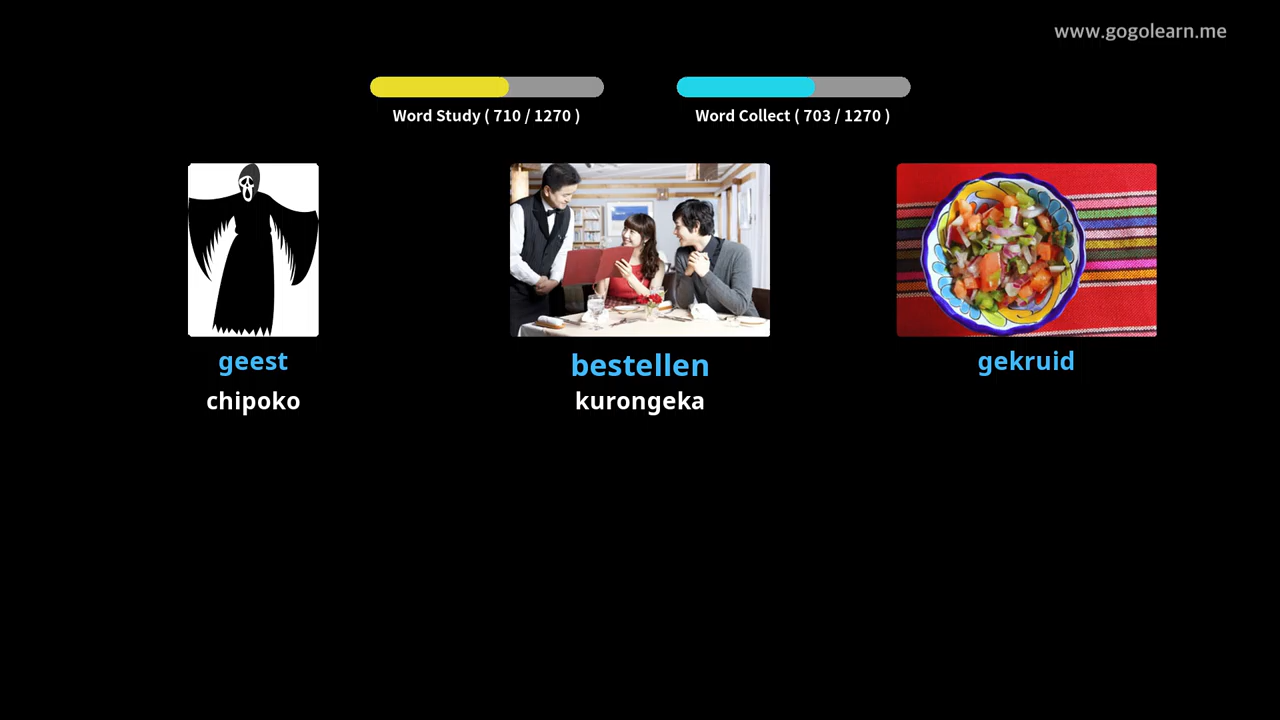 www.gogolearn.me
Word Study ( 710 / 1270 )
Word Collect ( 703 / 1270 )
geest
bestellen
gekruid
chipoko
kurongeka